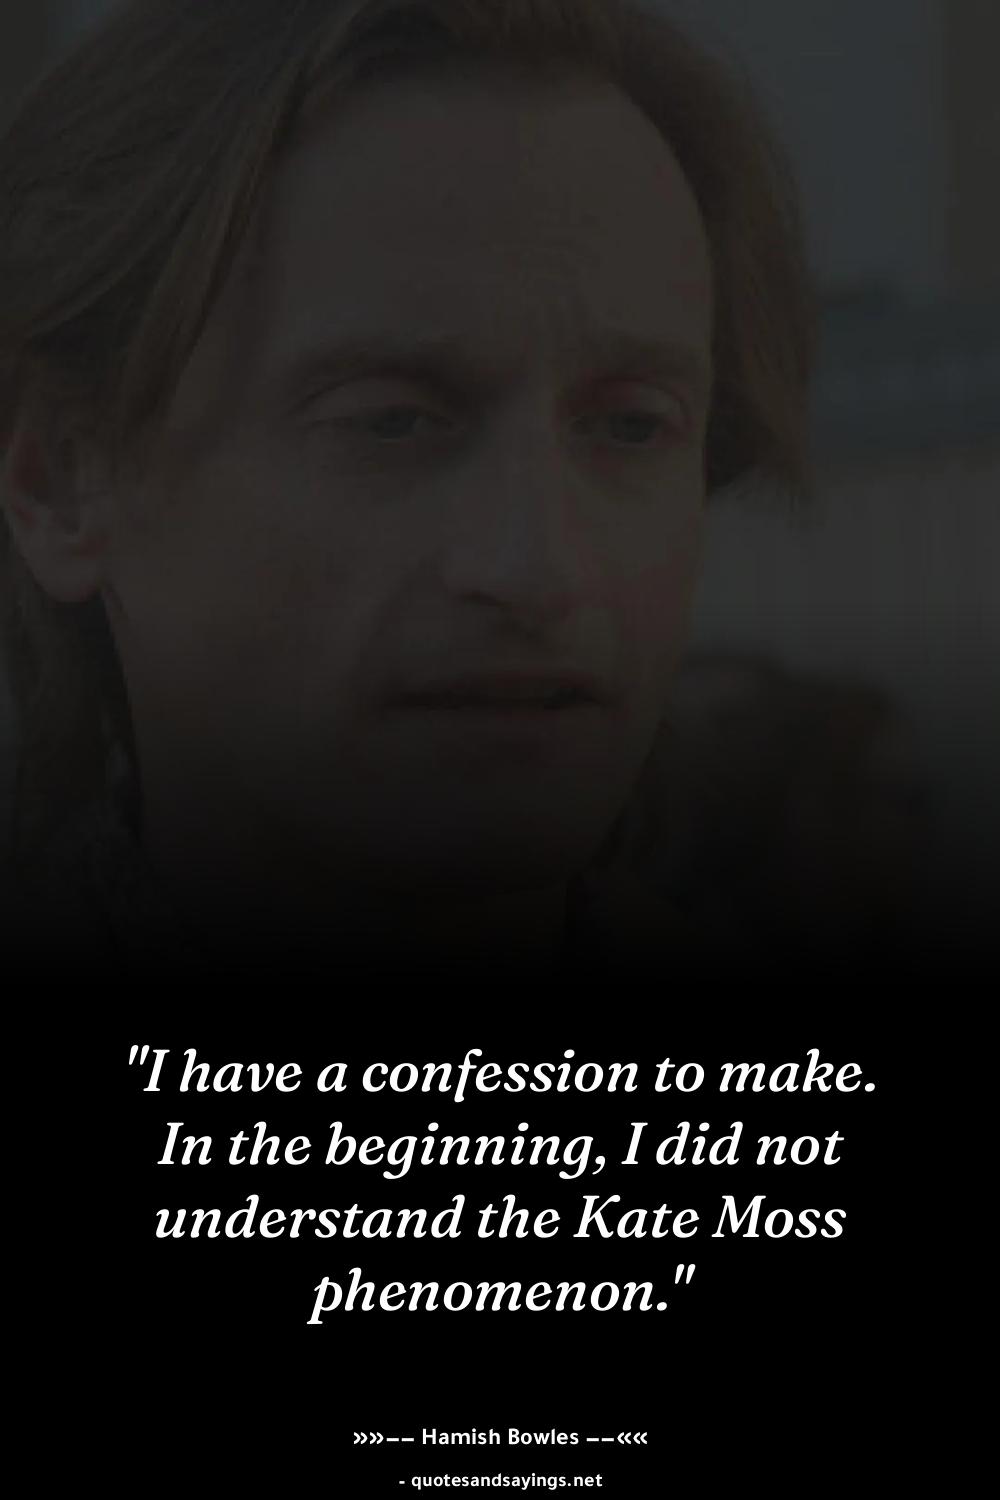 "I have a confession to make.
In the beginning, I did not
understand the Kate Moss
phenomenon."
»»−− Hamish Bowles −−««
- quotesandsayings.net